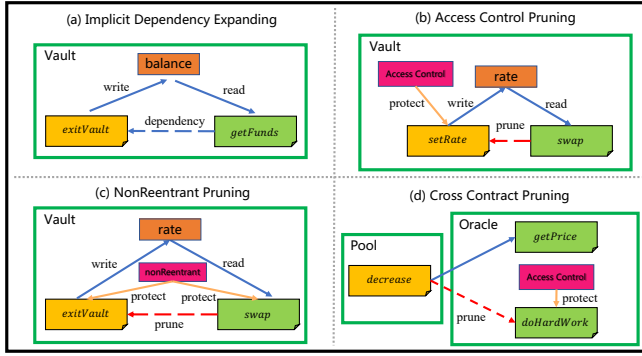 (a) Implicit Dependency Expanding
Vault
balance
write
read
dependency
exitVault
getFunds
(b) Access Control Pruning
Vault
Access Control
rate
protect
write
read
prune
setRate
swap
(c) NonReentrant Pruning
Vault
rate
write
read
nonReentrant
protect
protect
exitVault
swap
prune
(d) Cross Contract Pruning
Oracle
Pool
getPrice
decrease
Access Control
protect
prune
doHardWork